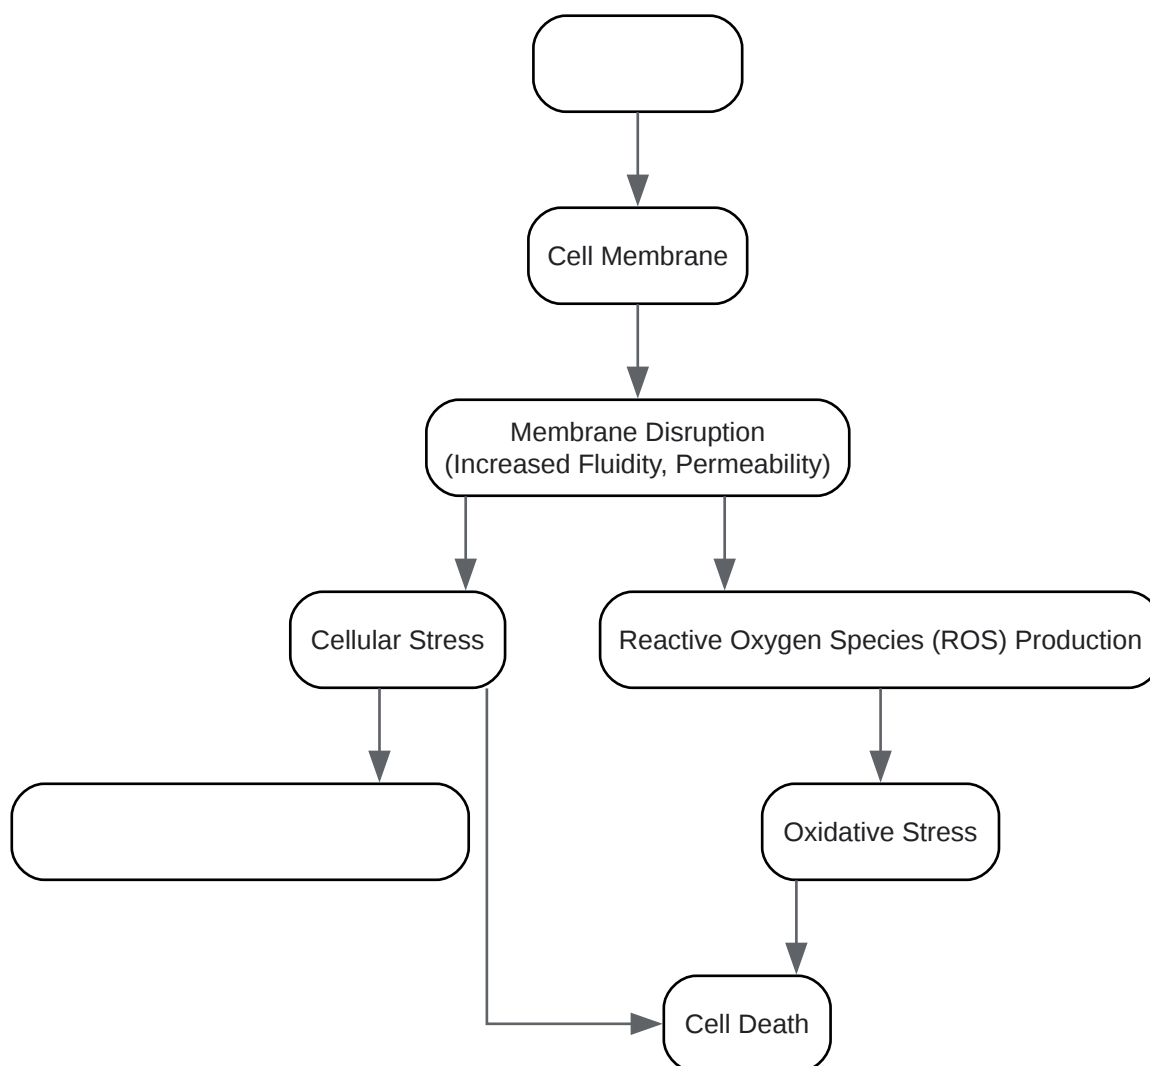 Cell Membrane
Membrane Disruption
(Increased Fluidity, Permeability)
Cellular Stress
Reactive Oxygen Species (ROS) Production
Oxidative Stress
Cell Death